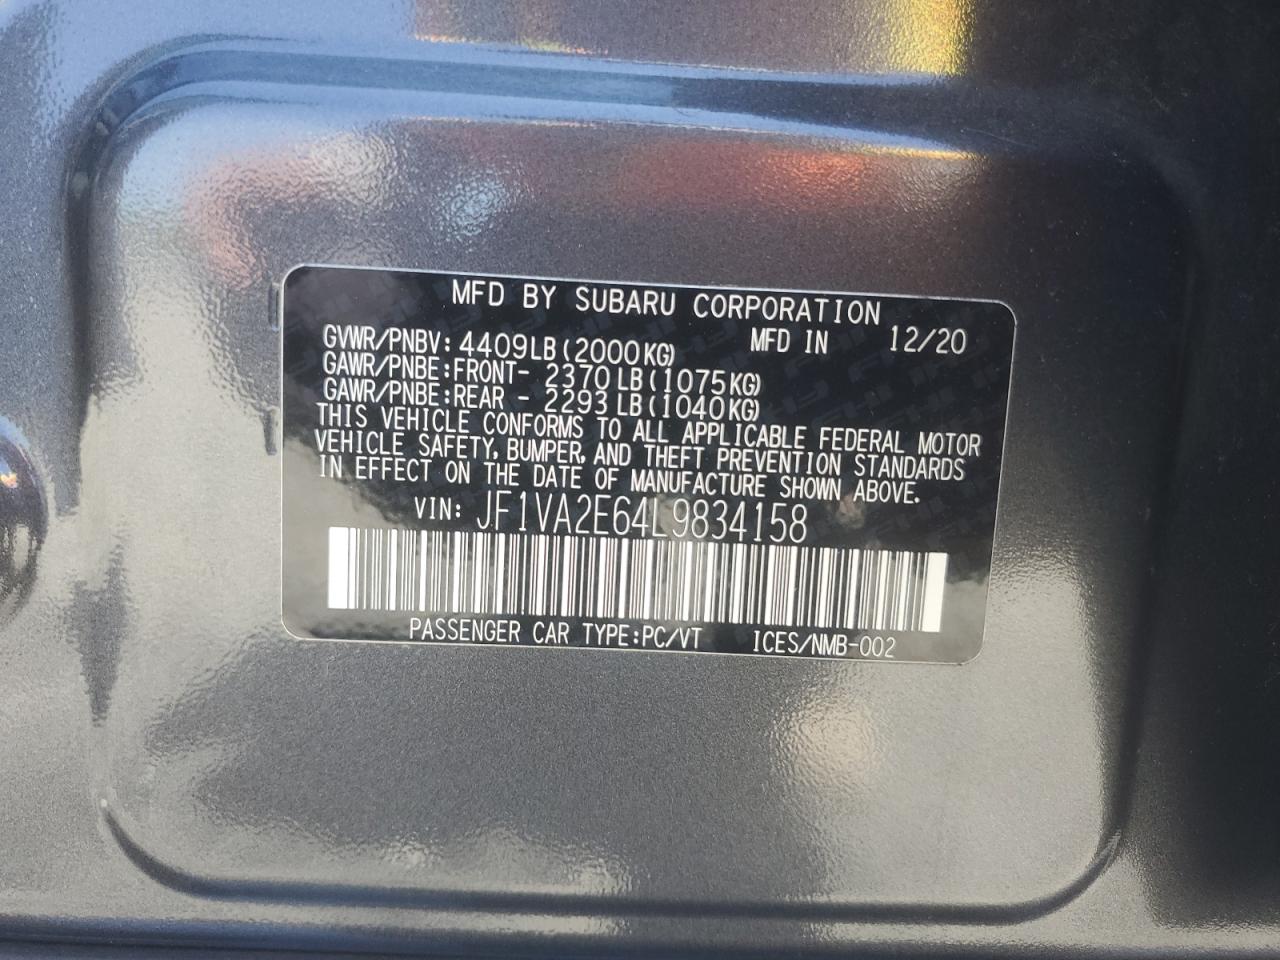 MFD BY SUBARU CORPORATION
GVWR/PNBV: 4409LB(2000KG) MFD IN 12/20
GAWR/PNBE:FRONT- 2370LB(1075KG)
GAWR/PNBE:REAR - 2293LB(1040KG)
THIS VEHICLE CONFORMS TO ALL APPLICABLE FEDERAL MOTOR
VEHICLE SAFETY, BUMPER, AND THEFT PREVENTION STANDARDS
IN EFFECT ON THE DATE OF MANUFACTURE SHOWN ABOVE.
VIN: JF1VA2E64L9834158
PASSENGER CAR TYPE:PC/VT ICES/NMB-002